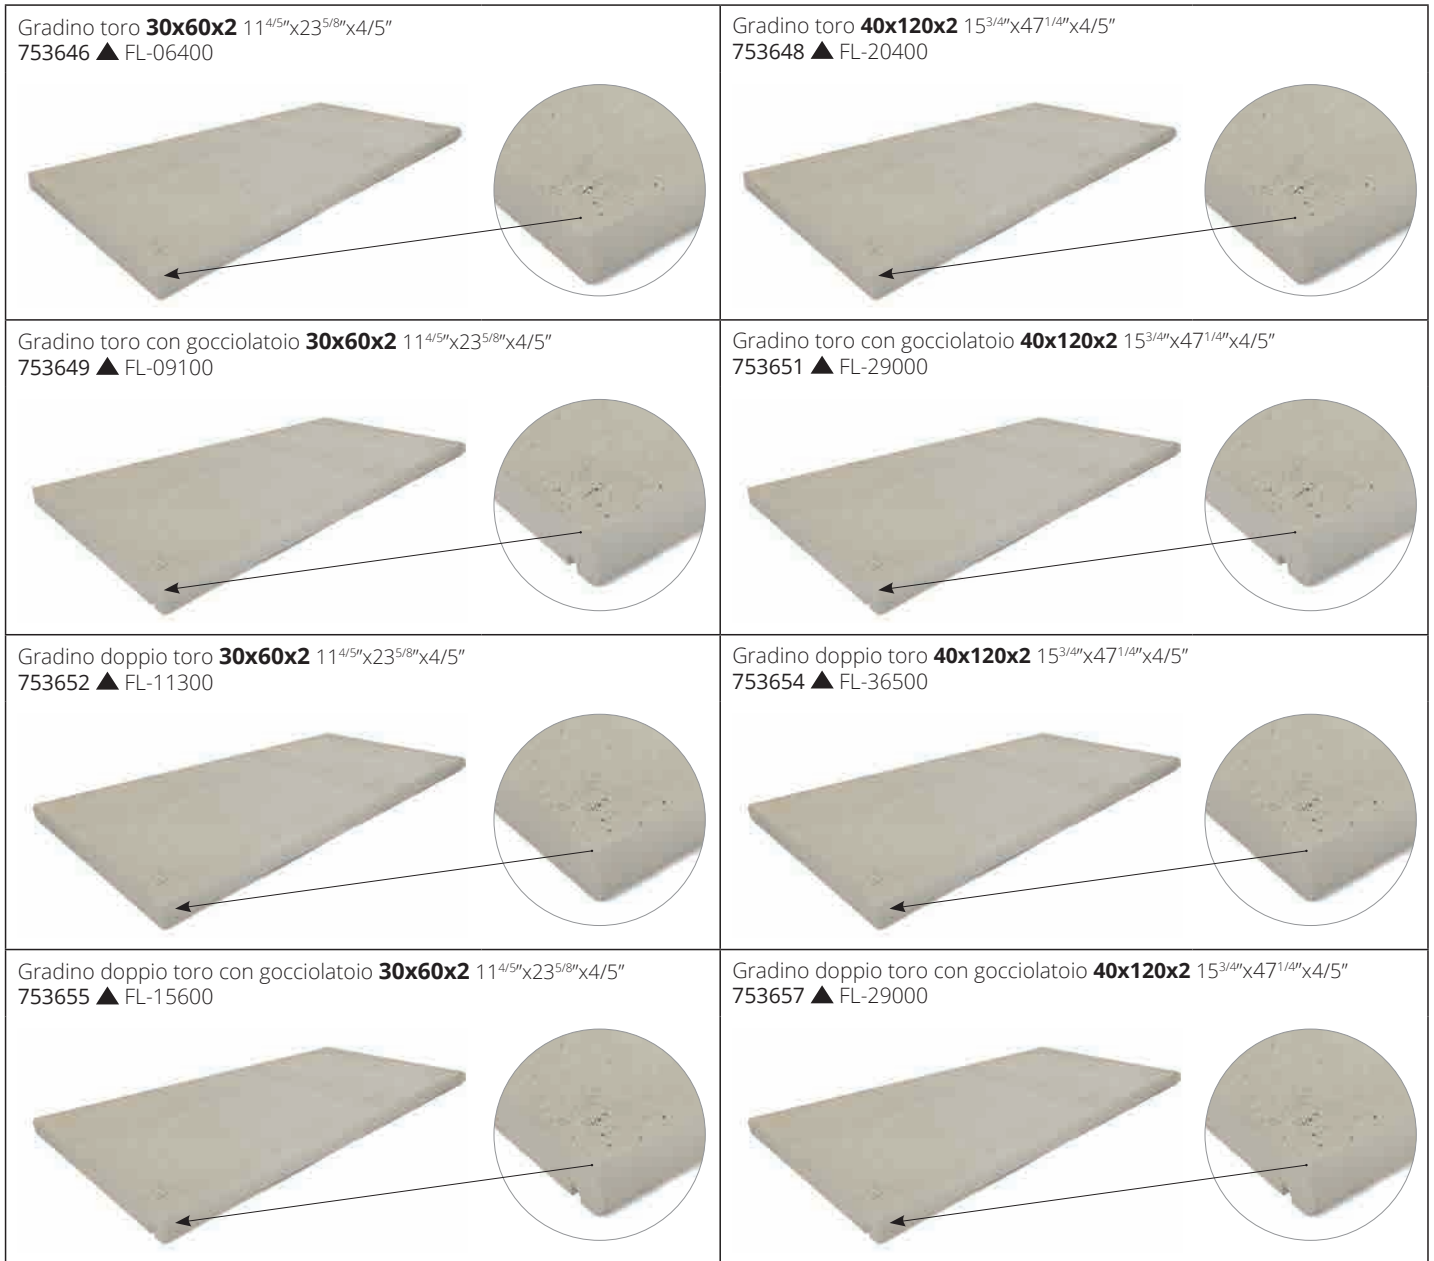 Gradino toro 30x60x2 11 4/5"x23 5/8"x4/5"
753646 ▲ FL-06400
Gradino toro 40x120x2 15 3/4"x47 1/4"x4/5"
753648 ▲ FL-20400
Gradino toro con gocciolatoio 30x60x2 11 4/5"x23 5/8"x4/5"
753649 ▲ FL-09100
Gradino toro con gocciolatoio 40x120x2 15 3/4"x47 1/4"x4/5"
753651 ▲ FL-29000
Gradino doppio toro 30x60x2 11 4/5"x23 5/8"x4/5"
753652 ▲ FL-11300
Gradino doppio toro 40x120x2 15 3/4"x47 1/4"x4/5"
753654 ▲ FL-36500
Gradino doppio toro con gocciolatoio 30x60x2 11 4/5"x23 5/8"x4/5"
753655 ▲ FL-15600
Gradino doppio toro con gocciolatoio 40x120x2 15 3/4"x47 1/4"x4/5"
753657 ▲ FL-29000